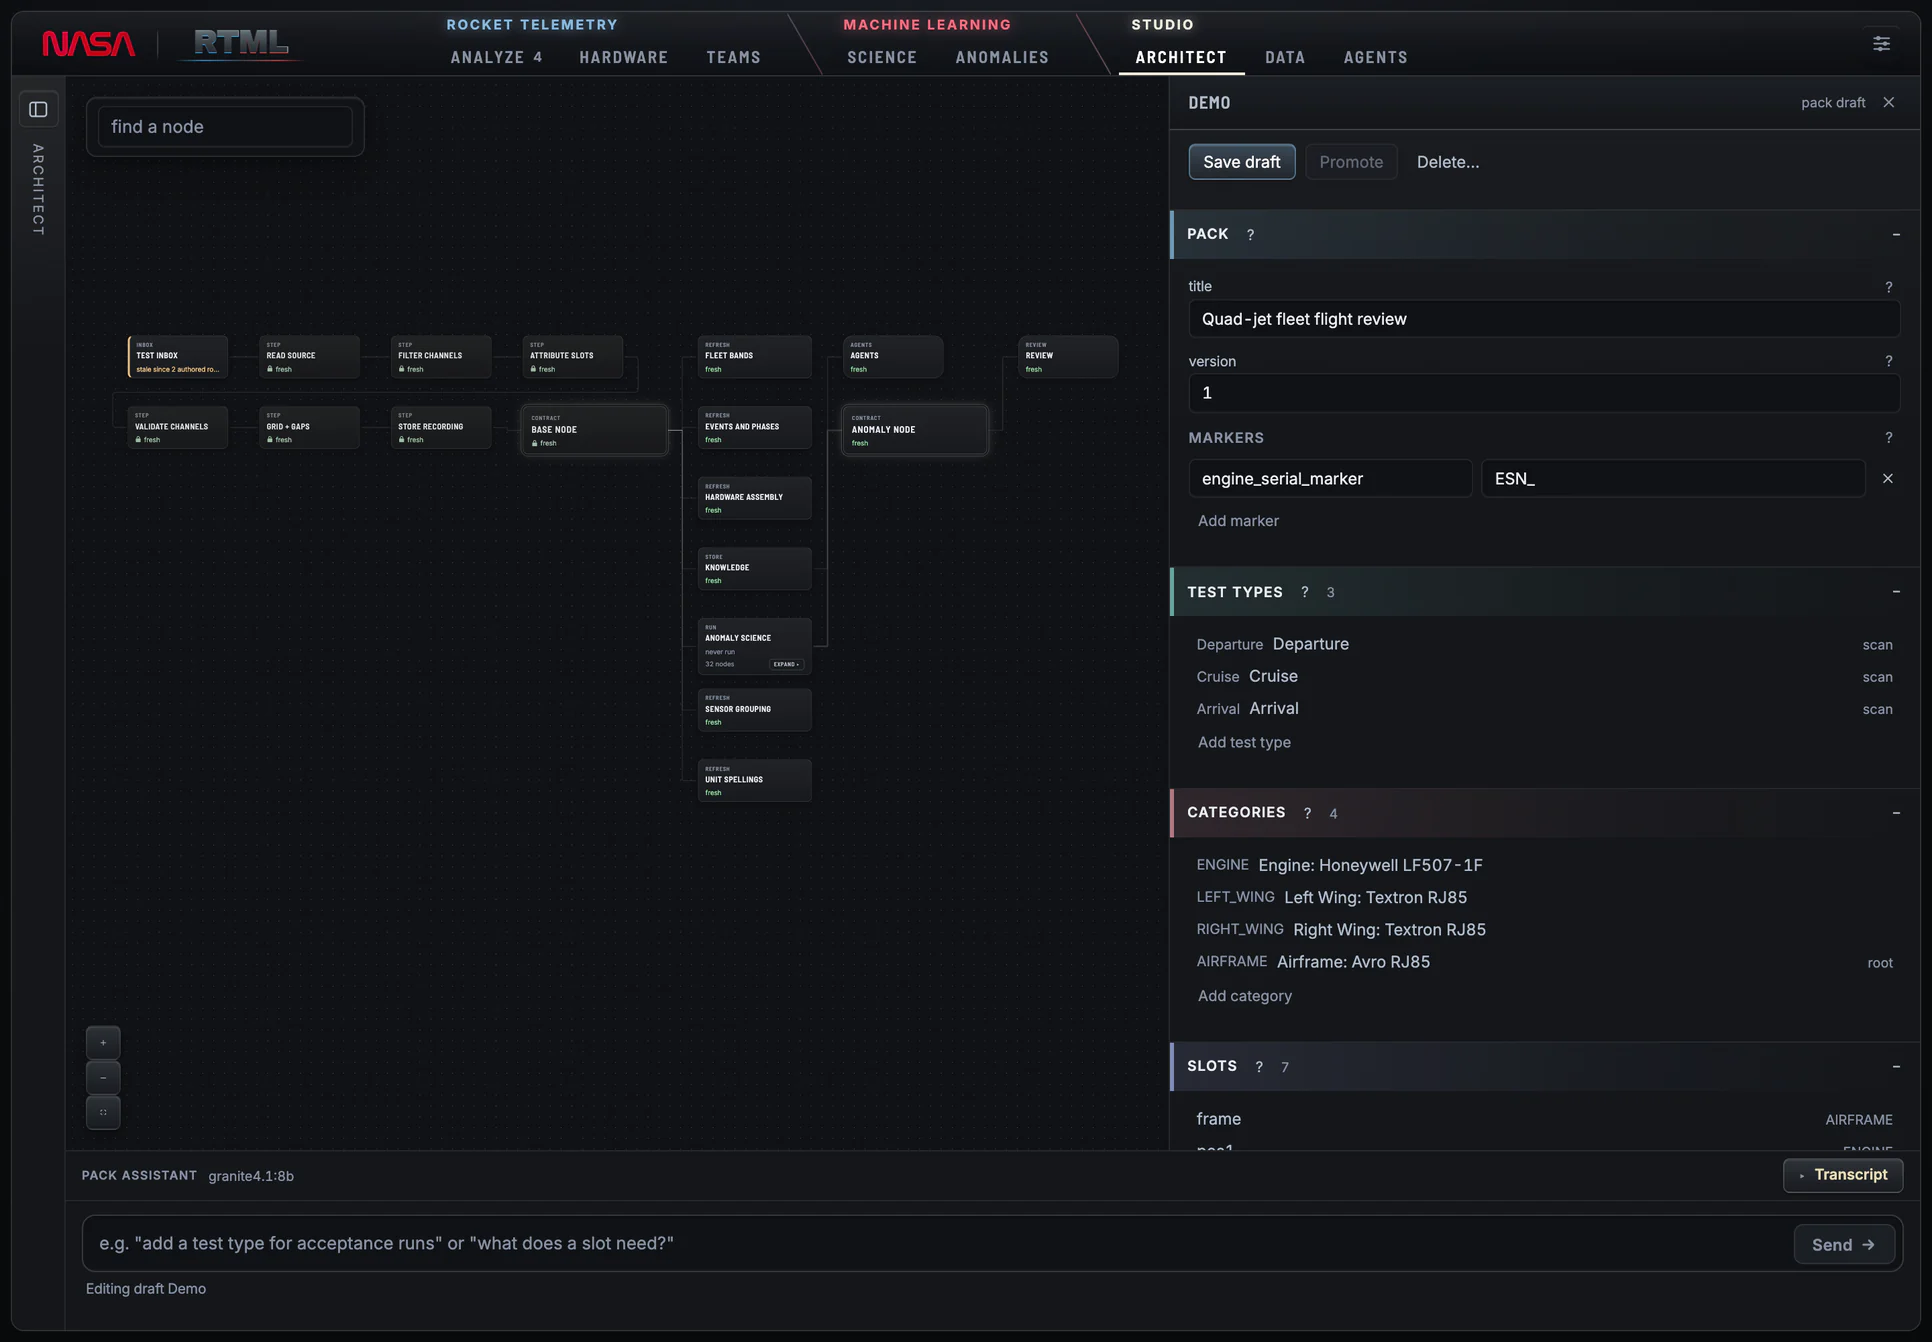 NASA
RTML
ROCKET TELEMETRY
MACHINE LEARNING
STUDIO
ANALYZE 4
HARDWARE
TEAMS
SCIENCE
ANOMALIES
ARCHITECT
DATA
AGENTS
ARCHITECT
find a node
INBOX
TEST INBOX
stale since 2 authored ro...
STEP
READ SOURCE
fresh
STEP
FILTER CHANNELS
fresh
STEP
ATTRIBUTE SLOTS
fresh
REFRESH
FLEET BANDS
fresh
AGENTS
AGENTS
fresh
REVIEW
REVIEW
fresh
STEP
VALIDATE CHANNELS
fresh
STEP
GRID + GAPS
fresh
STEP
STORE RECORDING
fresh
CONTRACT
BASE NODE
fresh
REFRESH
EVENTS AND PHASES
fresh
CONTRACT
ANOMALY NODE
fresh
REFRESH
HARDWARE ASSEMBLY
fresh
STORE
KNOWLEDGE
fresh
RUN
ANOMALY SCIENCE
never run
32 nodes
EXPAND
REFRESH
SENSOR GROUPING
fresh
REFRESH
UNIT SPELLINGS
fresh
+
−
DEMO
pack draft ×
Save draft
Promote
Delete...
PACK ? −
title ?
Quad-jet fleet flight review
version ?
1
MARKERS ?
engine_serial_marker
ESN_
×
Add marker
TEST TYPES ? 3 −
Departure Departure scan
Cruise Cruise scan
Arrival Arrival scan
Add test type
CATEGORIES ? 4 −
ENGINE Engine: Honeywell LF507-1F
LEFT_WING Left Wing: Textron RJ85
RIGHT_WING Right Wing: Textron RJ85
AIRFRAME Airframe: Avro RJ85 root
Add category
SLOTS ? 7 −
frame AIRFRAME
pos1 ENGINE
PACK ASSISTANT granite4.1:8b
Transcript
e.g. "add a test type for acceptance runs" or "what does a slot need?"
Send →
Editing draft Demo